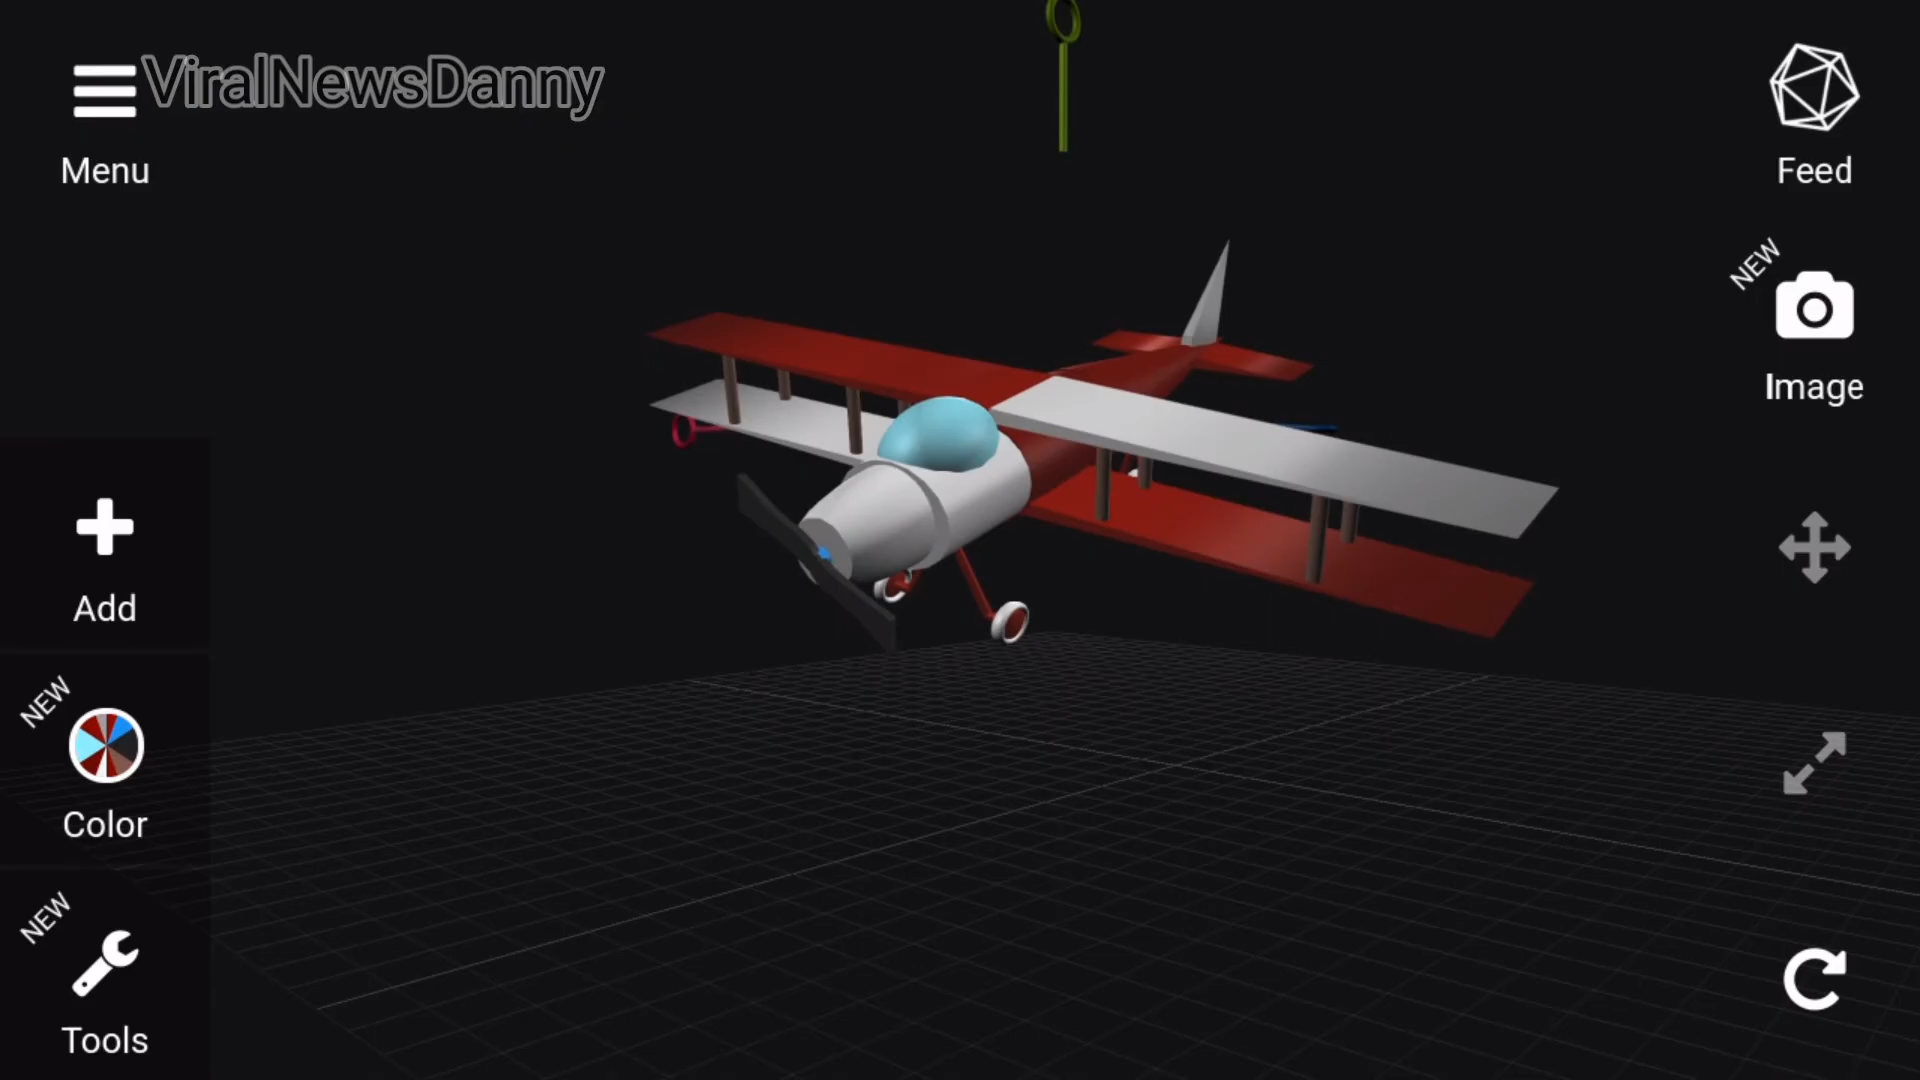 ViralNewsDanny
Menu
Feed
NEW
Image
Add
NEW
Color
NEW
Tools